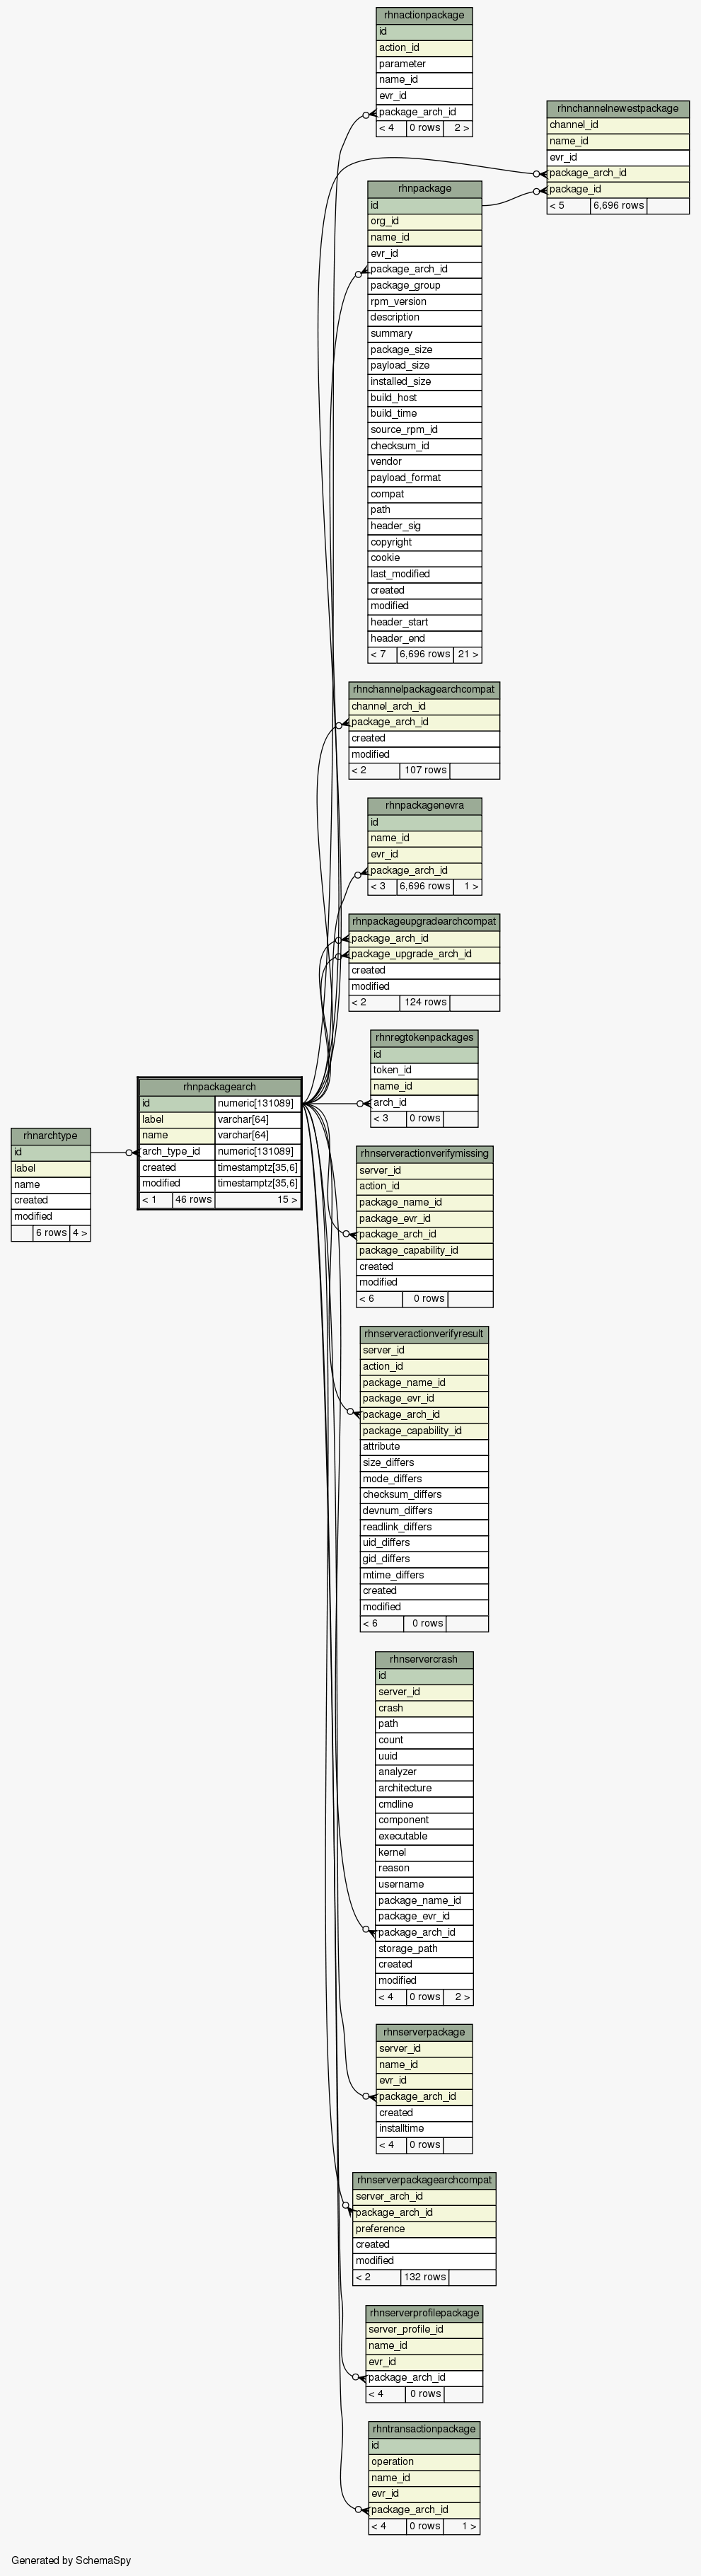 rhnactionpackage
id
action_id
parameter
name_id
evr_id
package_arch_id
< 4 0 rows 2 >
rhnchannelnewestpackage
channel_id
name_id
evr_id
package_arch_id
package_id
< 5 6,696 rows
rhnpackage
id
org_id
name_id
evr_id
package_arch_id
package_group
rpm_version
description
summary
package_size
payload_size
installed_size
build_host
build_time
source_rpm_id
checksum_id
vendor
payload_format
compat
path
header_sig
copyright
cookie
last_modified
created
modified
header_start
header_end
< 7 6,696 rows 21 >
rhnchannelpackagearchcompat
channel_arch_id
package_arch_id
created
modified
< 2 107 rows
rhnpackagenevra
id
name_id
evr_id
package_arch_id
< 3 6,696 rows 1 >
rhnpackageupgradearchcompat
package_arch_id
package_upgrade_arch_id
created
modified
< 2 124 rows
rhnregtokenpackages
id
token_id
name_id
arch_id
< 3 0 rows
rhnpackagearch
id numeric[131089]
label varchar[64]
name varchar[64]
arch_type_id numeric[131089]
created timestamptz[35,6]
modified timestamptz[35,6]
< 1 46 rows 15 >
rhnarchtype
id
label
name
created
modified
6 rows 4 >
rhnserveractionverifymissing
server_id
action_id
package_name_id
package_evr_id
package_arch_id
package_capability_id
created
modified
< 6 0 rows
rhnserveractionverifyresult
server_id
action_id
package_name_id
package_evr_id
package_arch_id
package_capability_id
attribute
size_differs
mode_differs
checksum_differs
devnum_differs
readlink_differs
uid_differs
gid_differs
mtime_differs
created
modified
< 6 0 rows
rhnservercrash
id
server_id
crash
path
count
uuid
analyzer
architecture
cmdline
component
executable
kernel
reason
username
package_name_id
package_evr_id
package_arch_id
storage_path
created
modified
< 4 0 rows 2 >
rhnserverpackage
server_id
name_id
evr_id
package_arch_id
created
installtime
< 4 0 rows
rhnserverpackagearchcompat
server_arch_id
package_arch_id
preference
created
modified
< 2 132 rows
rhnserverprofilepackage
server_profile_id
name_id
evr_id
package_arch_id
< 4 0 rows
rhntransactionpackage
id
operation
name_id
evr_id
package_arch_id
< 4 0 rows 1 >
Generated by SchemaSpy